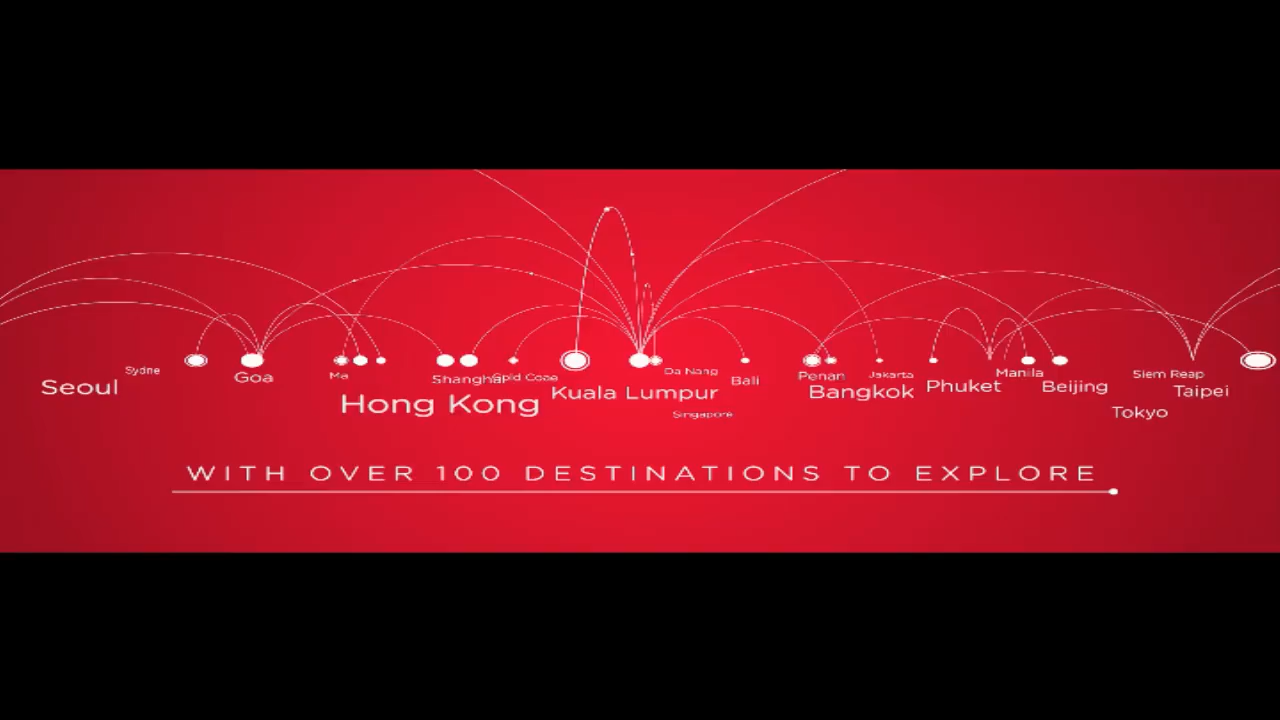 Sydne
Seoul
Goa
Ma
Hong Kong
Shanghai
Gold Coas
Kuala Lumpur
Da Nang
Singapore
Bali
Penan
Bangkok
Jakarta
Phuket
Manila
Beijing
Siem Reap
Taipei
Tokyo
WITH OVER 100 DESTINATIONS TO EXPLORE